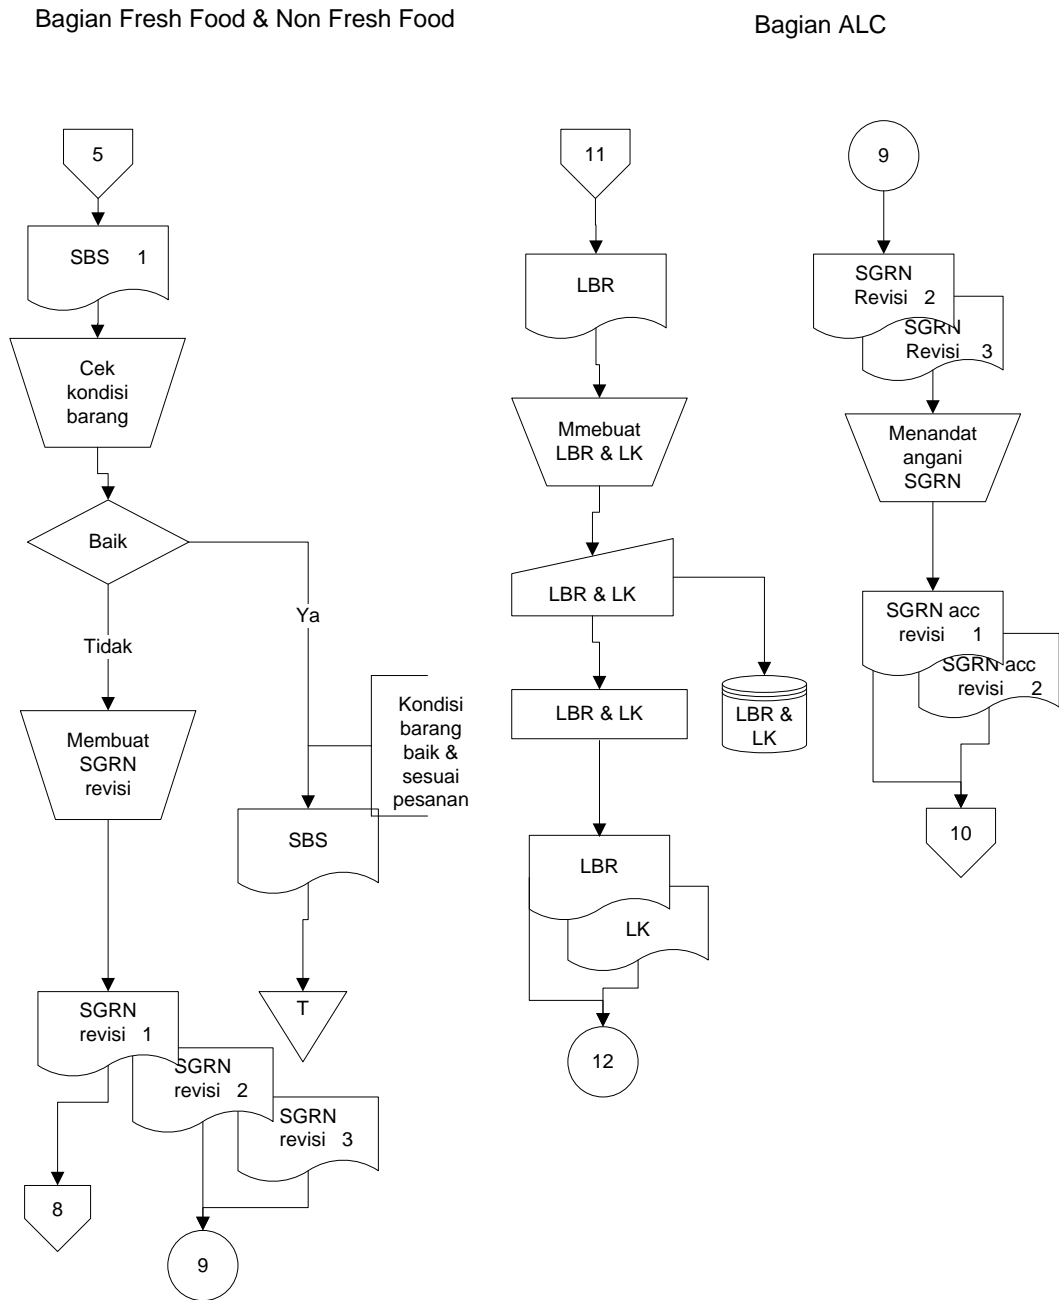 Bagian Fresh Food & Non Fresh Food
Bagian ALC
5
SBS 1
Cek
kondisi
barang
Baik
Ya
Tidak
Kondisi
barang
baik &
sesuai
pesanan
Membuat
SGRN
revisi
SBS
T
SGRN
revisi 1
SGRN
revisi 2
SGRN
revisi 3
8
9
11
LBR
Mmebuat
LBR & LK
LBR & LK
LBR & LK
LBR &
LK
LBR
LK
12
9
SGRN
Revisi 2
SGRN
Revisi 3
Menandat
angani
SGRN
SGRN acc
revisi 1
SGRN acc
revisi 2
10